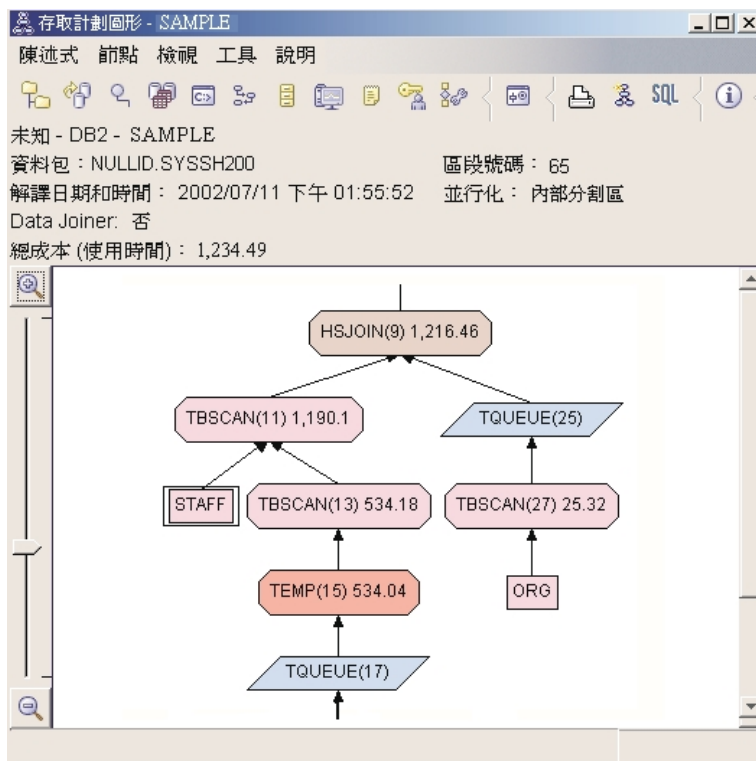 存取計劃圖形 - SAMPLE
陳述式 節點 檢視 工具 說明
SQL
未知 - DB2 - SAMPLE
資料包：NULLID.SYSSH200 區段號碼： 65
解譯日期和時間： 2002/07/11 下午 01:55:52 並行化： 內部分割區
Data Joiner: 否
總成本 (使用時間)： 1,234.49
HSJOIN(9) 1,216.46
TBSCAN(11) 1,190.1 TQUEUE(25)
STAFF TBSCAN(13) 534.18 TBSCAN(27) 25.32
TEMP(15) 534.04 ORG
TQUEUE(17)